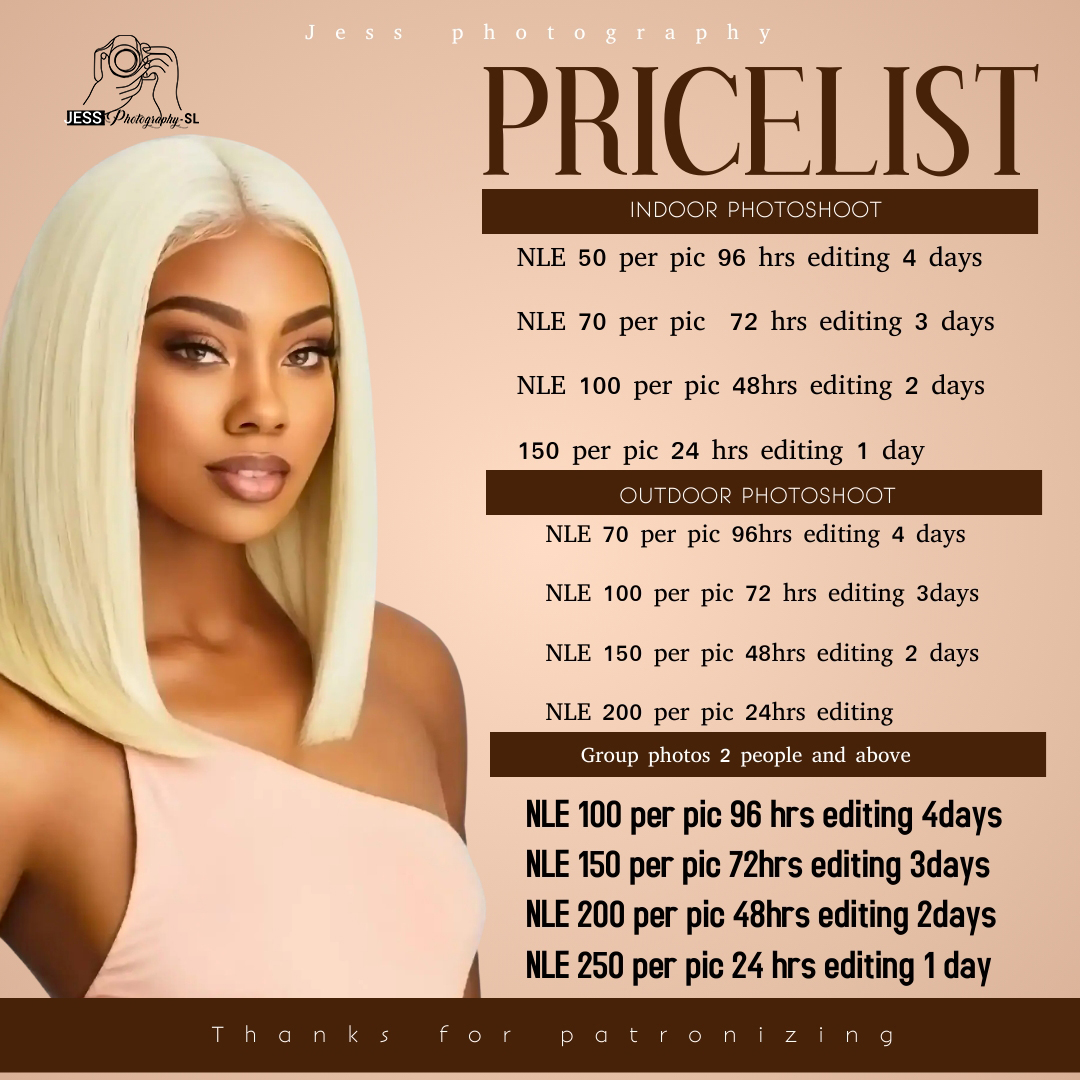 Jess photography
JESS Photography-SL
PRICELIST
INDOOR PHOTOSHOOT
NLE 50 per pic 96 hrs editing 4 days
NLE 70 per pic 72 hrs editing 3 days
NLE 100 per pic 48hrs editing 2 days
150 per pic 24 hrs editing 1 day
OUTDOOR PHOTOSHOOT
NLE 70 per pic 96hrs editing 4 days
NLE 100 per pic 72 hrs editing 3days
NLE 150 per pic 48hrs editing 2 days
NLE 200 per pic 24hrs editing
Group photos 2 people and above
NLE 100 per pic 96 hrs editing 4days
NLE 150 per pic 72hrs editing 3days
NLE 200 per pic 48hrs editing 2days
NLE 250 per pic 24 hrs editing 1 day
Thanks for patronizing